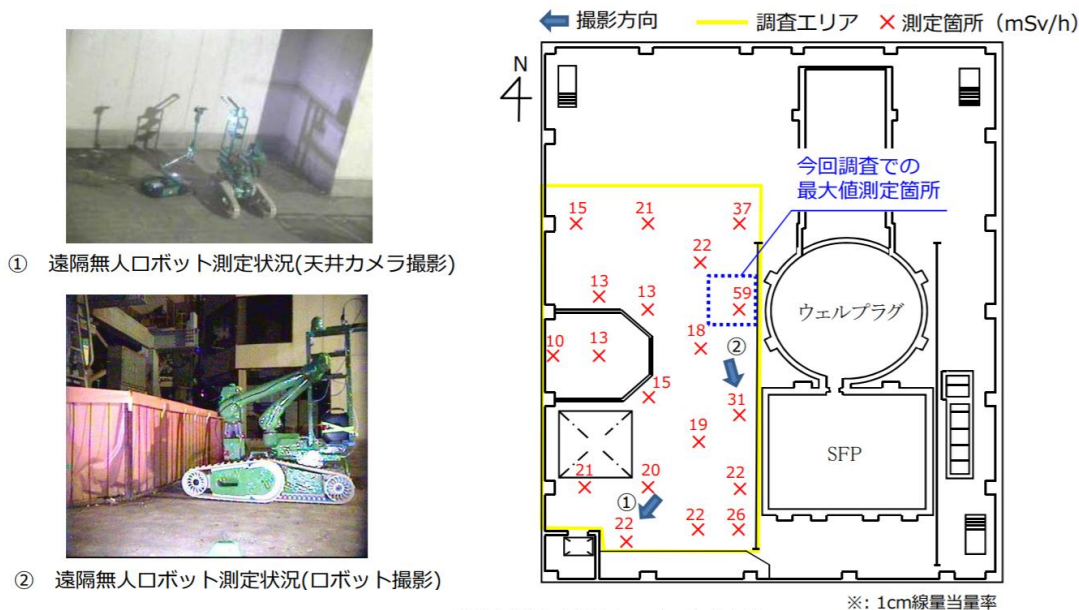 撮影方向 調査エリア × 測定箇所（mSv/h）
N
今回調査での
最大値測定箇所
15 21 37
22
13 13 59
ウェルプラグ
10 13 18
②
15 31
19
SFP
21 20 22
①
22 22 26
① 遠隔無人ロボット測定状況(天井カメラ撮影)
② 遠隔無人ロボット測定状況(ロボット撮影)
※: 1cm線量当量率